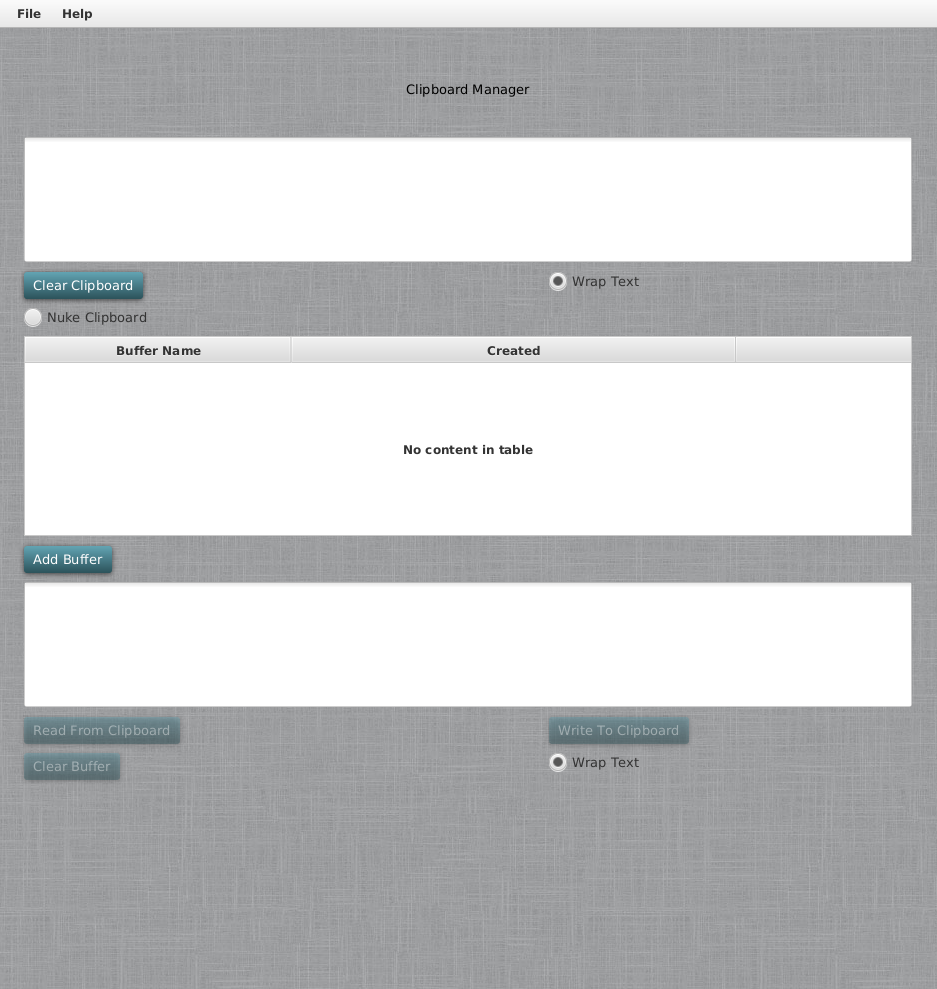 File Help
Clipboard Manager
Clear Clipboard
Wrap Text
Nuke Clipboard
Buffer Name Created
No content in table
Add Buffer
Read From Clipboard
Write To Clipboard
Clear Buffer
Wrap Text